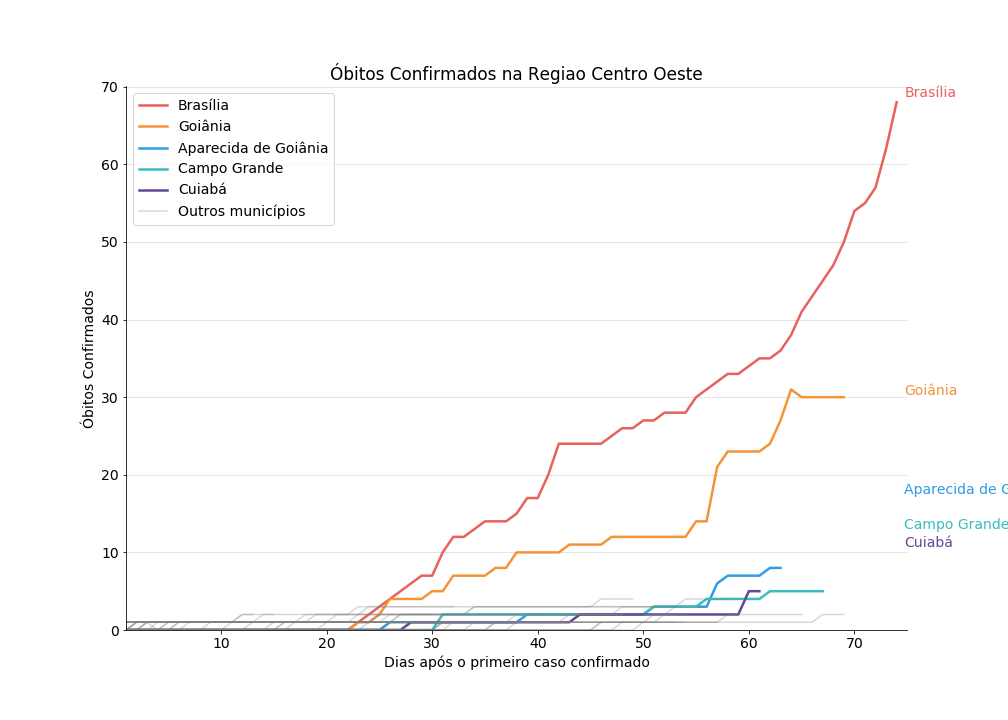 Óbitos Confirmados na Regiao Centro Oeste
Brasília
Goiânia
Aparecida de Goiânia
Campo Grande
Cuiabá
Outros municípios
Óbitos Confirmados
70
60
50
40
30
20
10
0
10 20 30 40 50 60 70
Dias após o primeiro caso confirmado
Brasília
Goiânia
Aparecida de G
Campo Grande
Cuiabá